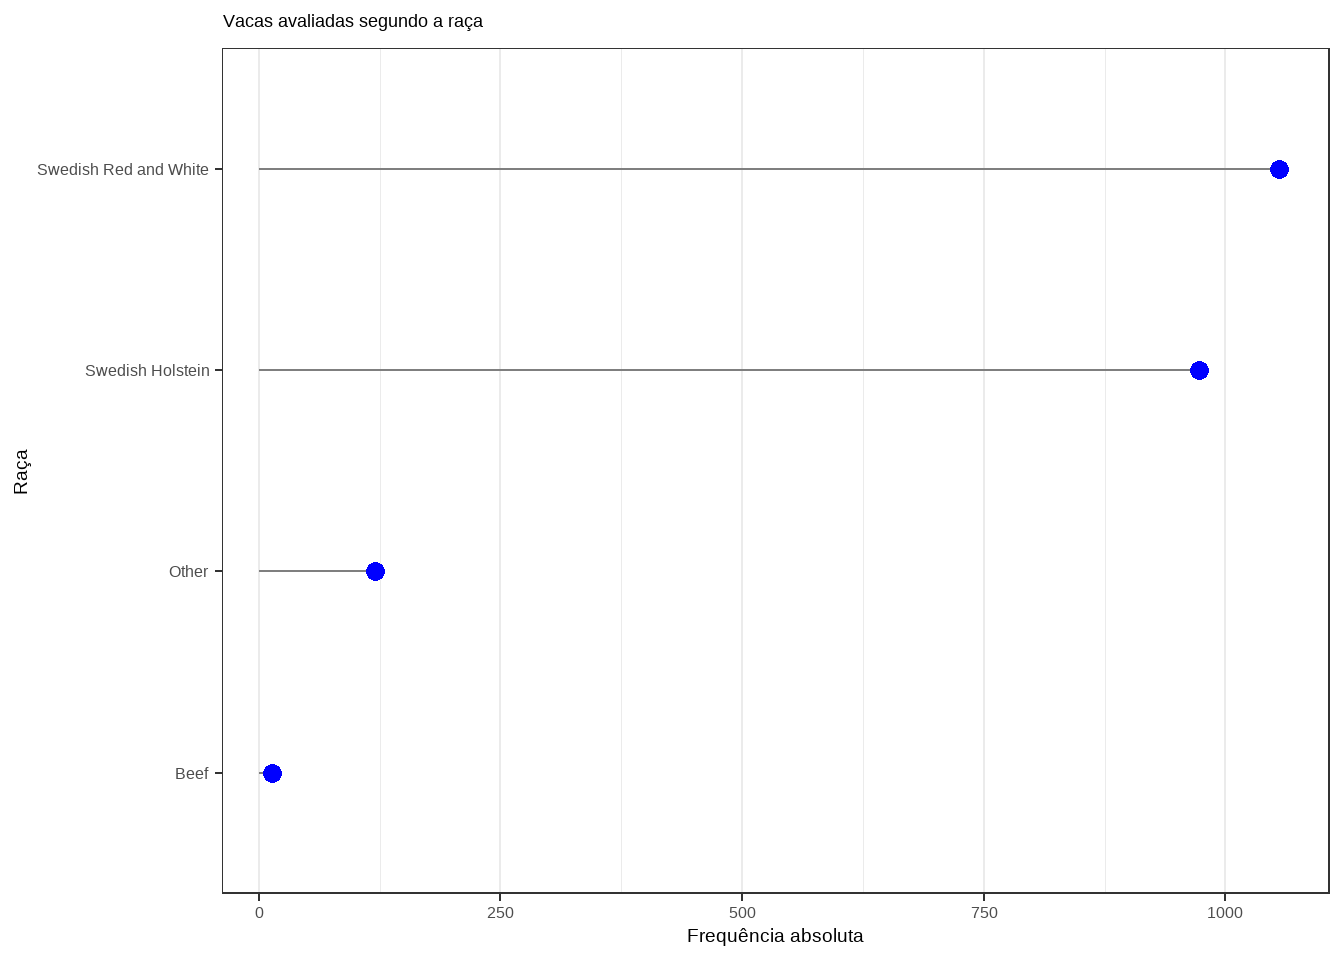 Vacas avaliadas segundo a raça
Swedish Red and White
Swedish Holstein
Raça
Other
Beef
0 250 500 750 1000
Frequência absoluta